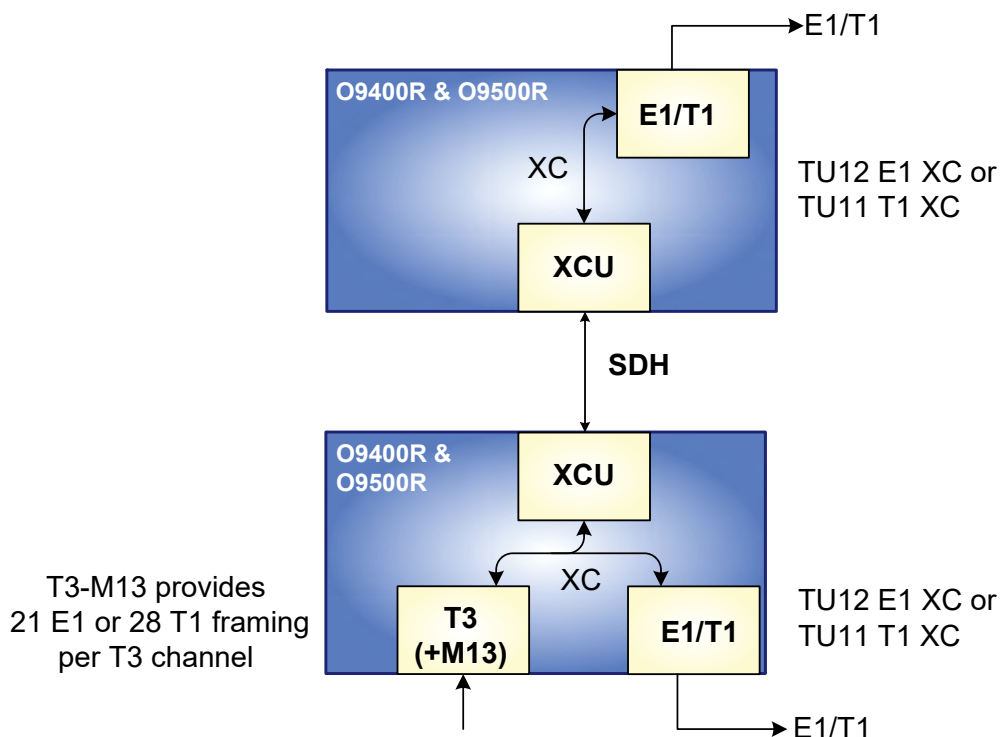 E1/T1
O9400R & O9500R
E1/T1
XC
TU12 E1 XC or
TU11 T1 XC
XCU
SDH
O9400R &
O9500R
XCU
XC
T3-M13 provides
21 E1 or 28 T1 framing
per T3 channel
T3
(+M13)
E1/T1
TU12 E1 XC or
TU11 T1 XC
E1/T1